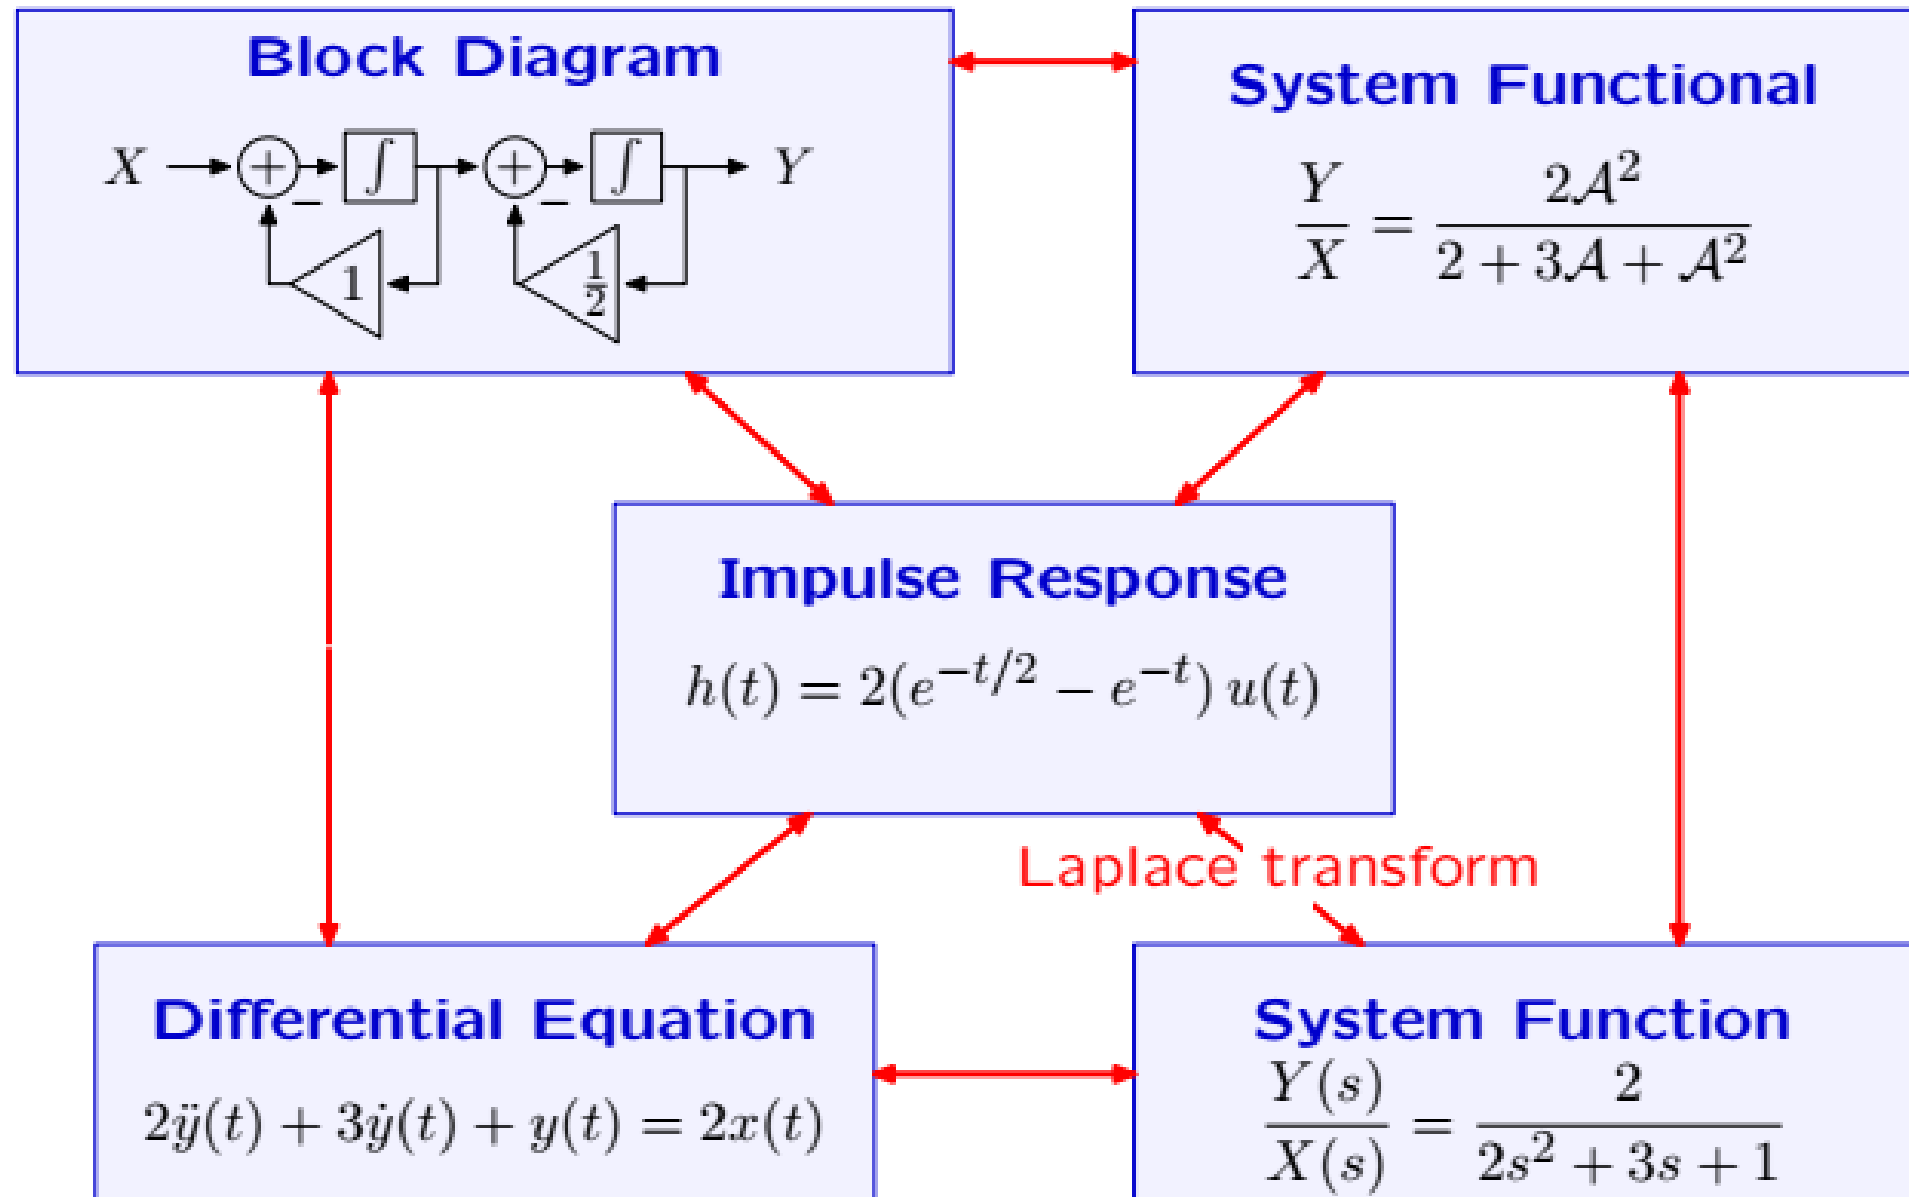 Block Diagram
X + − ∫ + − ∫ Y
1 1/2
System Functional
Y/X = 2𝒜²/(2 + 3𝒜 + 𝒜²)
Impulse Response
h(t) = 2(e^{−t/2} − e^{−t}) u(t)
Laplace transform
Differential Equation
2ÿ(t) + 3ẏ(t) + y(t) = 2x(t)
System Function
Y(s)/X(s) = 2/(2s² + 3s + 1)